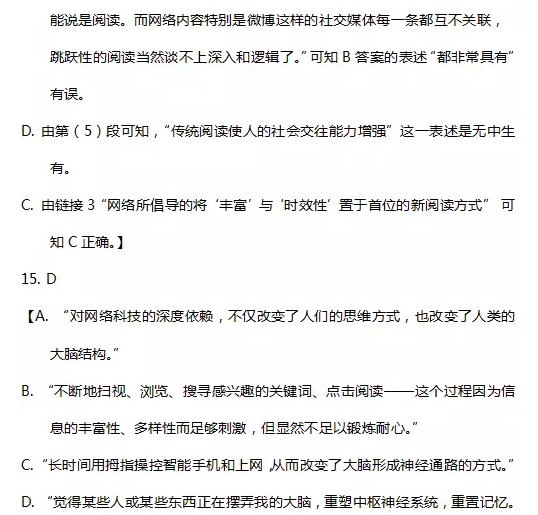 能说是阅读。而网络内容特别是微博这样的社交媒体每一条都互不关联，
跳跃性的阅读当然谈不上深入和逻辑了。”可知 B 答案的表述“都非常具有”
有误。
D. 由第（5）段可知，“传统阅读使人的社会交往能力增强”这一表述是无中生
有。
C. 由链接 3“网络所倡导的将‘丰富’与‘时效性’置于首位的新阅读方式” 可
知 C 正确。】
15. D
【A. “对网络科技的深度依赖，不仅改变了人们的思维方式，也改变了人类的
大脑结构。”
B. “不断地扫视、浏览、搜寻感兴趣的关键词、点击阅读——这个过程因为信
息的丰富性、多样性而足够刺激，但显然不足以锻炼耐心。”
C. “长时间用拇指操控智能手机和上网，从而改变了大脑形成神经通路的方式。”
D. “觉得某些人或某些东西正在摆弄我的大脑，重塑中枢神经系统，重置记忆。